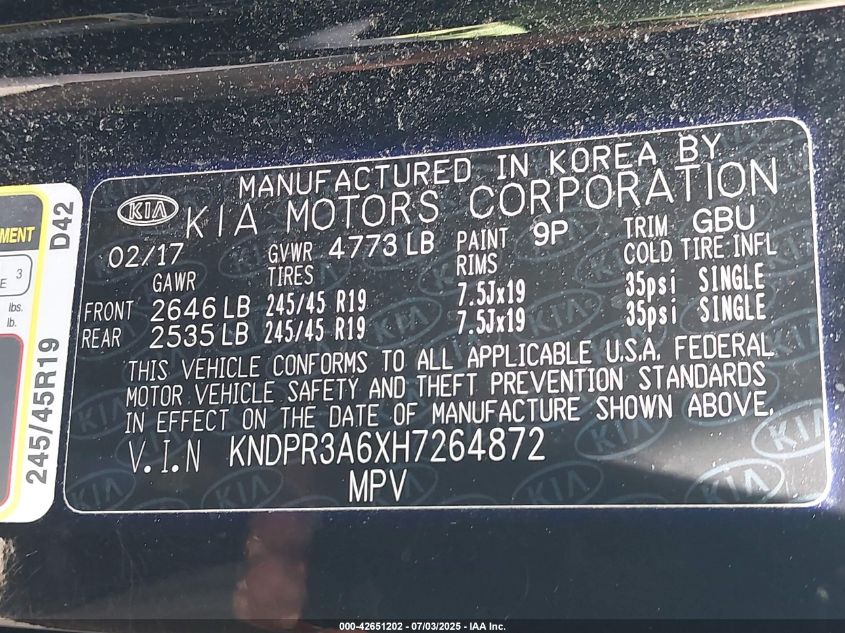 MANUFACTURED IN KOREA BY
KIA KIA MOTORS CORPORATION
02/17 GVWR 4773 LB PAINT 9P TRIM GBU
GAWR TIRES RIMS COLD TIRE INFL
FRONT 2646 LB 245/45 R19 7.5Jx19 35psi SINGLE
REAR 2535 LB 245/45 R19 7.5Jx19 35psi SINGLE
THIS VEHICLE CONFORMS TO ALL APPLICABLE U.S.A. FEDERAL
MOTOR VEHICLE SAFETY AND THEFT PREVENTION STANDARDS
IN EFFECT ON THE DATE OF MANUFACTURE SHOWN ABOVE.
V.I.N KNDPR3A6XH7264872
MPV
D42
245/45R19
3
lbs.
lb.
000-42651202 - 07/03/2025 - IAA Inc.